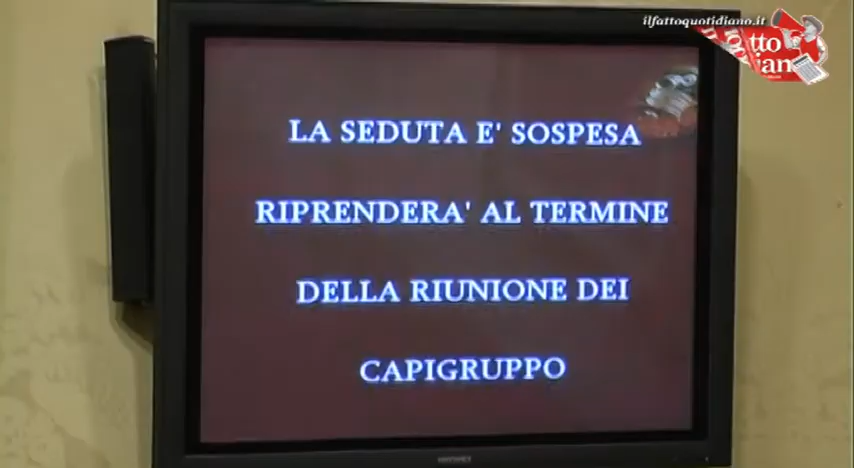 ilfattoquotidiano.it
LA SEDUTA E' SOSPESA
RIPRENDERA' AL TERMINE
DELLA RIUNIONE DEI
CAPIGRUPPO